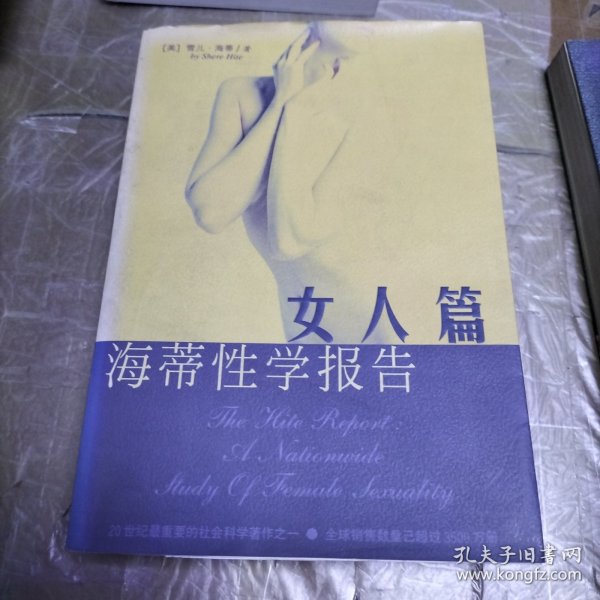 [美] 雪儿·海蒂／著
by Shere Hite
女人篇
海蒂性学报告
The Hite Report:
A Nationwide
Study Of Female Sexuality
20世纪最重要的社会科学著作之一 ● 全球销售数量已超过
孔夫子旧书网
www.kongfz.com